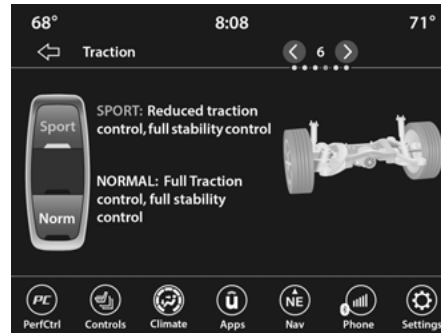 68° 8:08 71°
Traction 6
Sport
SPORT: Reduced traction
control, full stability control
NORMAL: Full Traction
control, full stability
control
Norm
PC û NE
PerfCtrl Controls Climate Apps Nav Phone Settings